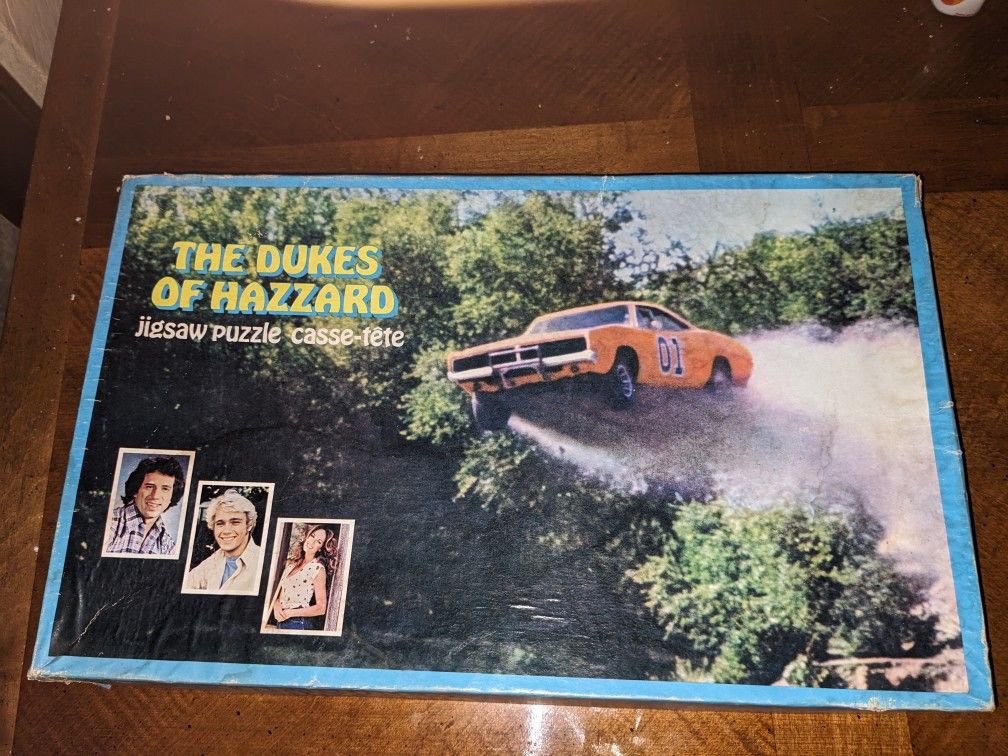 THE DUKES
OF HAZZARD
jigsaw puzzle casse-tête
01